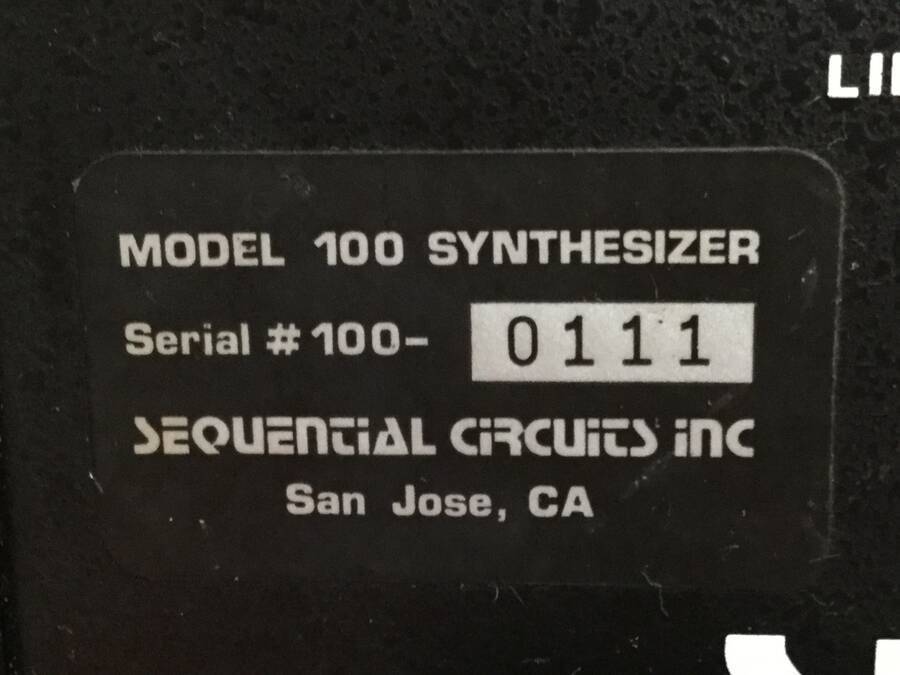 MODEL 100 SYNTHESIZER
Serial #100- 0111
SEQUENTIAL CIRCUITS INC
San Jose, CA